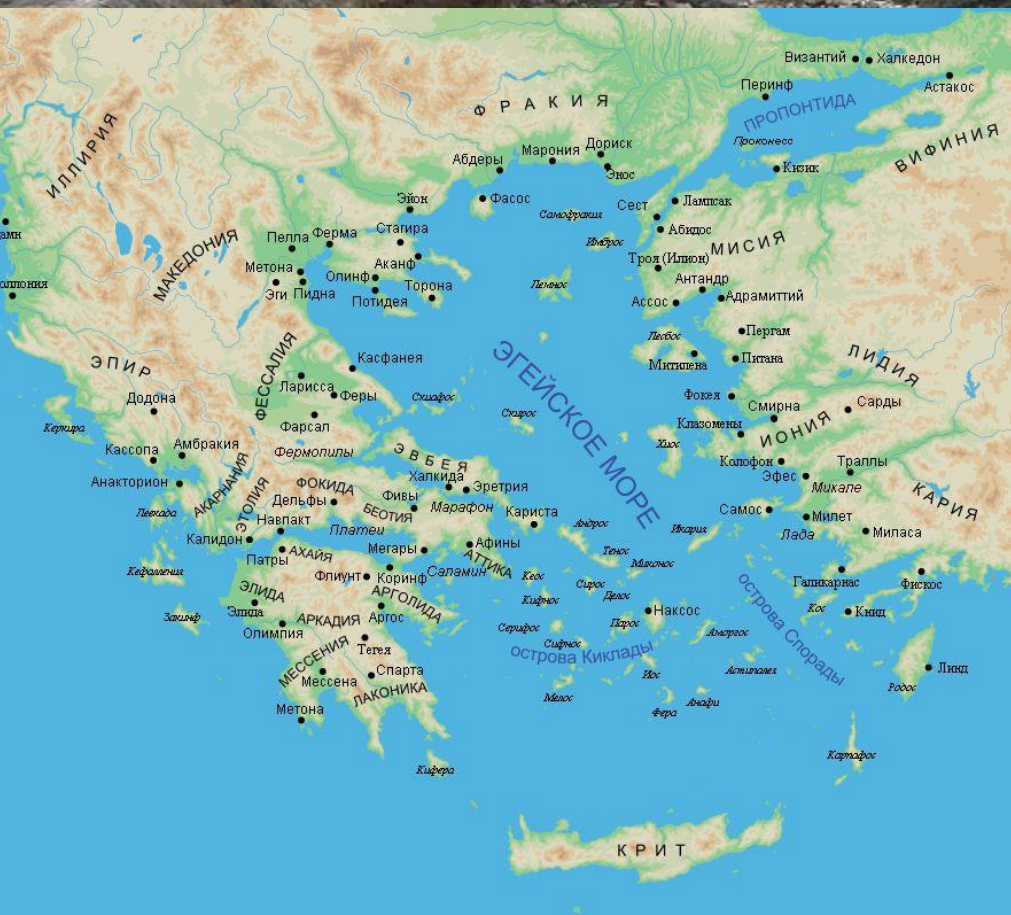 Византий
Халкедон
Перинф
Астакос
ПРОПОНТИДА
ФРАКИЯ
Проконесс
ВИФИНИЯ
Кизик
ИЛЛИРИЯ
Абдеры
Марония
Дориск
Энос
Эйон
Фасос
Самофракия
Сест
Лампсак
Абидос
Имброс
МИСИЯ
Стагира
Пелла
Ферма
МАКЕДОНИЯ
Метона
Аканф
Олинф
Торона
Эги
Пидна
Потидея
Лемнос
Троя (Илион)
Антандр
Ассос
Адрамиттий
Пергам
Лесбос
Митилена
Питана
ЭПИР
ФЕССАЛИЯ
Касфанея
ЭГЕЙСКОЕ МОРЕ
ЛИДИЯ
Ларисса
Феры
Скиафос
Скирос
Додона
Керкира
Фарсал
Фокея
Смирна
Сарды
Клазомены
ИОНИЯ
Хиос
Кассопа
Амбракия
Фермопилы
ЭВБЕЯ
Колофон
Траллы
Анакторион
АКАРНАНИЯ
ЭТОЛИЯ
ФОКИДА
Халкида
Эретрия
Эфес
Микапе
КАРИЯ
Левкада
Дельфы
Фивы
БЕОТИЯ
Марафон
Кариста
Самос
Милет
Навпакт
Платеи
Андрос
Икария
Лада
Миласа
Калидон
Патры
АХАЙЯ
Мегары
Афины
АТТИКА
Тенос
Миконос
Кефалления
Флиунт
Коринф
Саламин
Кеос
Сирос
Делос
Галикарнас
Фискос
ЭЛИДА
Элида
АРГОЛИДА
Кифнос
Парос
Наксос
острова Спорады
Кос
Книд
Закинф
Олимпия
АРКАДИЯ
Аргос
Серифос
Сифнос
Аморгос
Тегея
острова Киклады
МЕССЕНИЯ
Мессена
Спарта
ЛАКОНИКА
Мелос
Иос
Астипалея
Линд
Родос
Метона
Фера
Анафи
Кифера
Карпафос
КРИТ